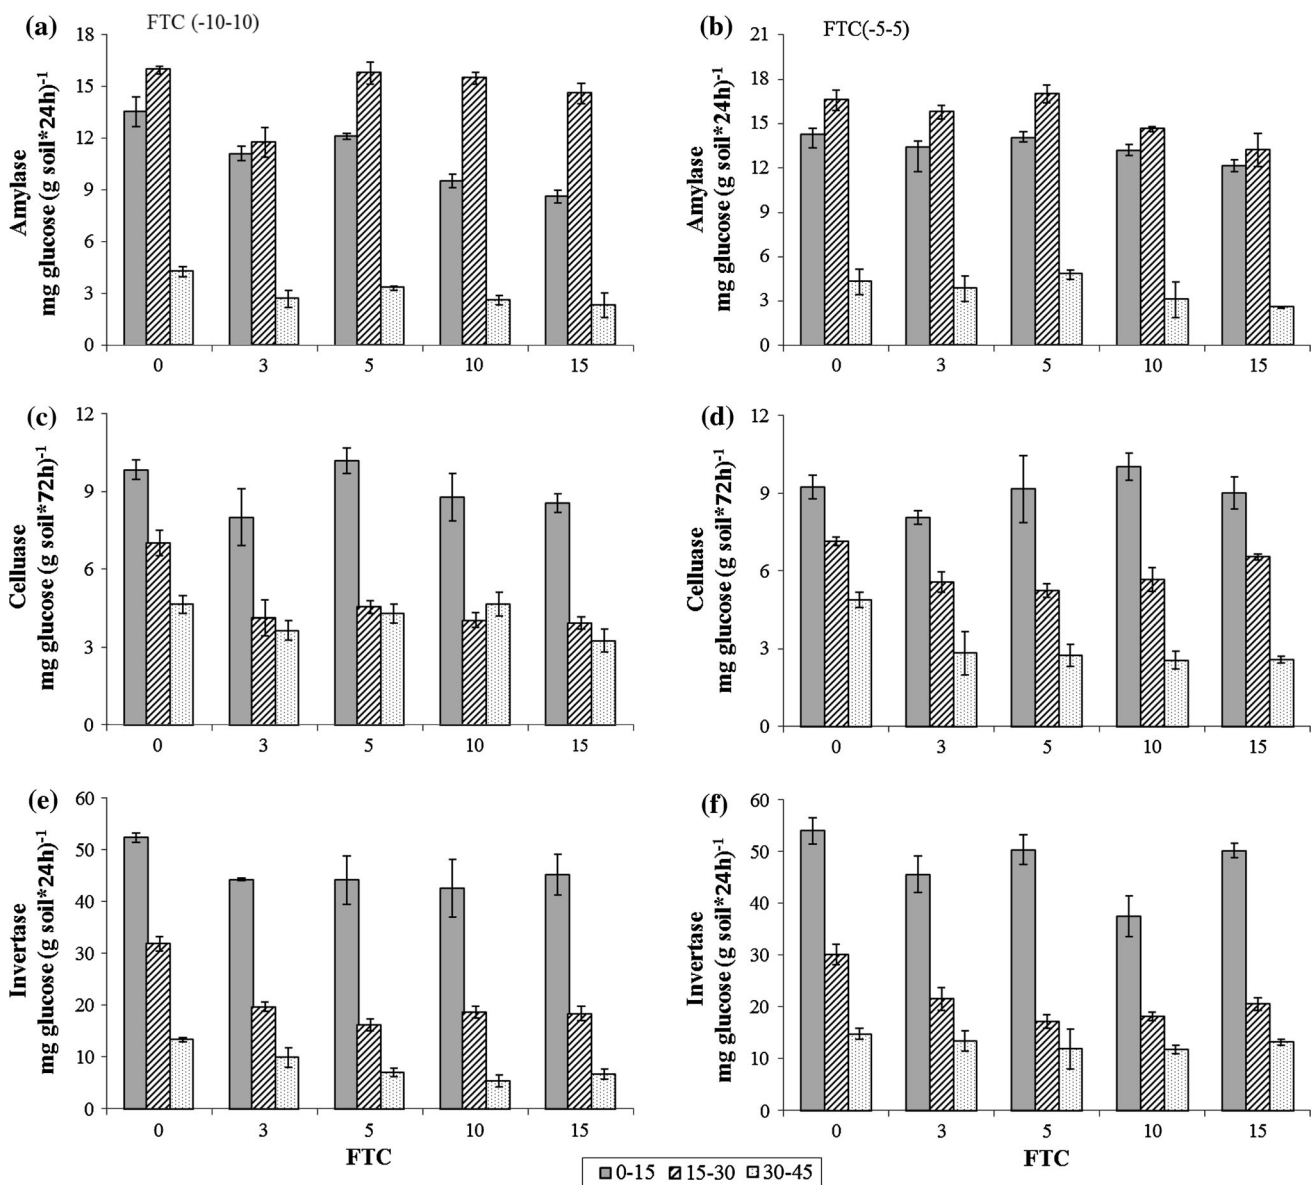 (a) FTC (-10-10)
Amylase
mg glucose (g soil*24h)-1
18
15
12
9
6
3
0
0 3 5 10 15
(b) FTC(-5-5)
Amylase
mg glucose (g soil*24h)-1
21
18
15
12
9
6
3
0
0 3 5 10 15
(c)
Celluase
mg glucose (g soil*72h)-1
12
9
6
3
0
0 3 5 10 15
(d)
Celluase
mg glucose (g soil*72h)-1
12
9
6
3
0
0 3 5 10 15
(e)
Invertase
mg glucose (g soil*24h)-1
60
50
40
30
20
10
0
0 3 5 10 15
FTC
(f)
Invertase
mg glucose (g soil*24h)-1
60
50
40
30
20
10
0
0 3 5 10 15
FTC
0-15 15-30 30-45